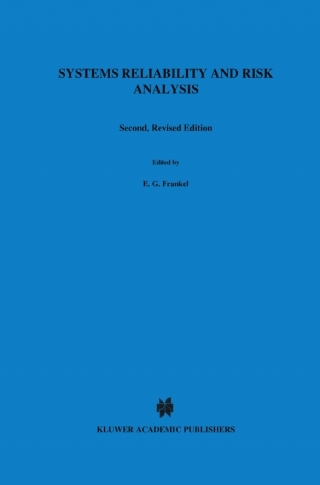 SYSTEMS RELIABILITY AND RISK
ANALYSIS
Second, Revised Edition
Edited by
E. G. Frankel
KLUWER ACADEMIC PUBLISHERS